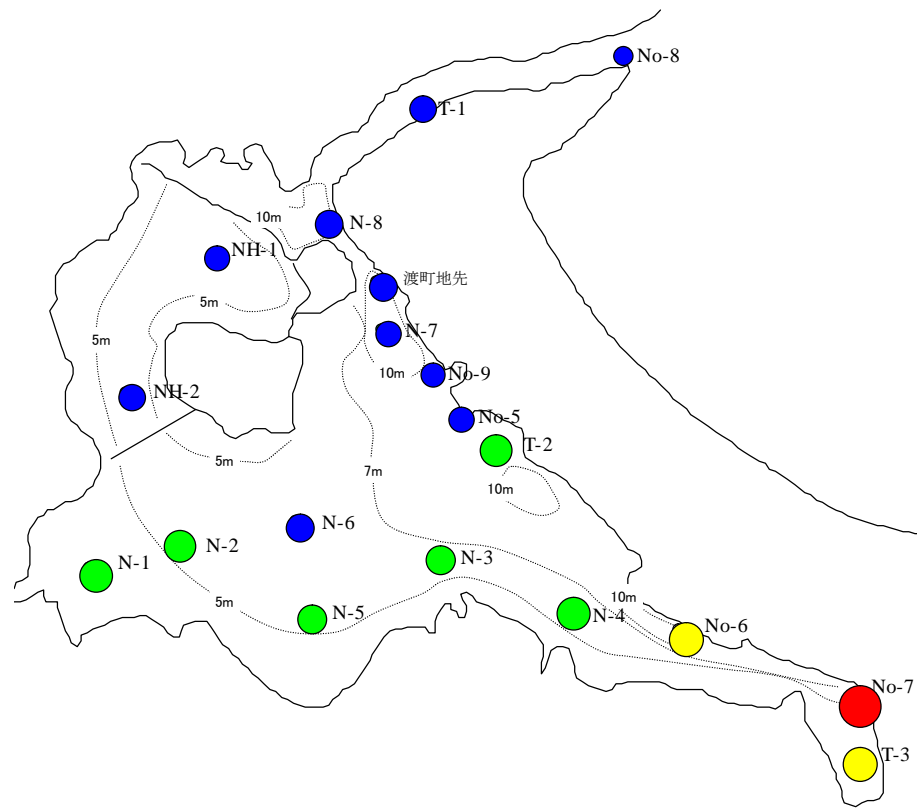 No-8
T-1
10m
N-8
NH-1
渡町地先
5m
N-7
5m
10m
No-9
NH-2
No-5
T-2
5m
7m
10m
N-6
N-2
N-3
N-1
5m
N-5
10m
N-4
No-6
No-7
T-3